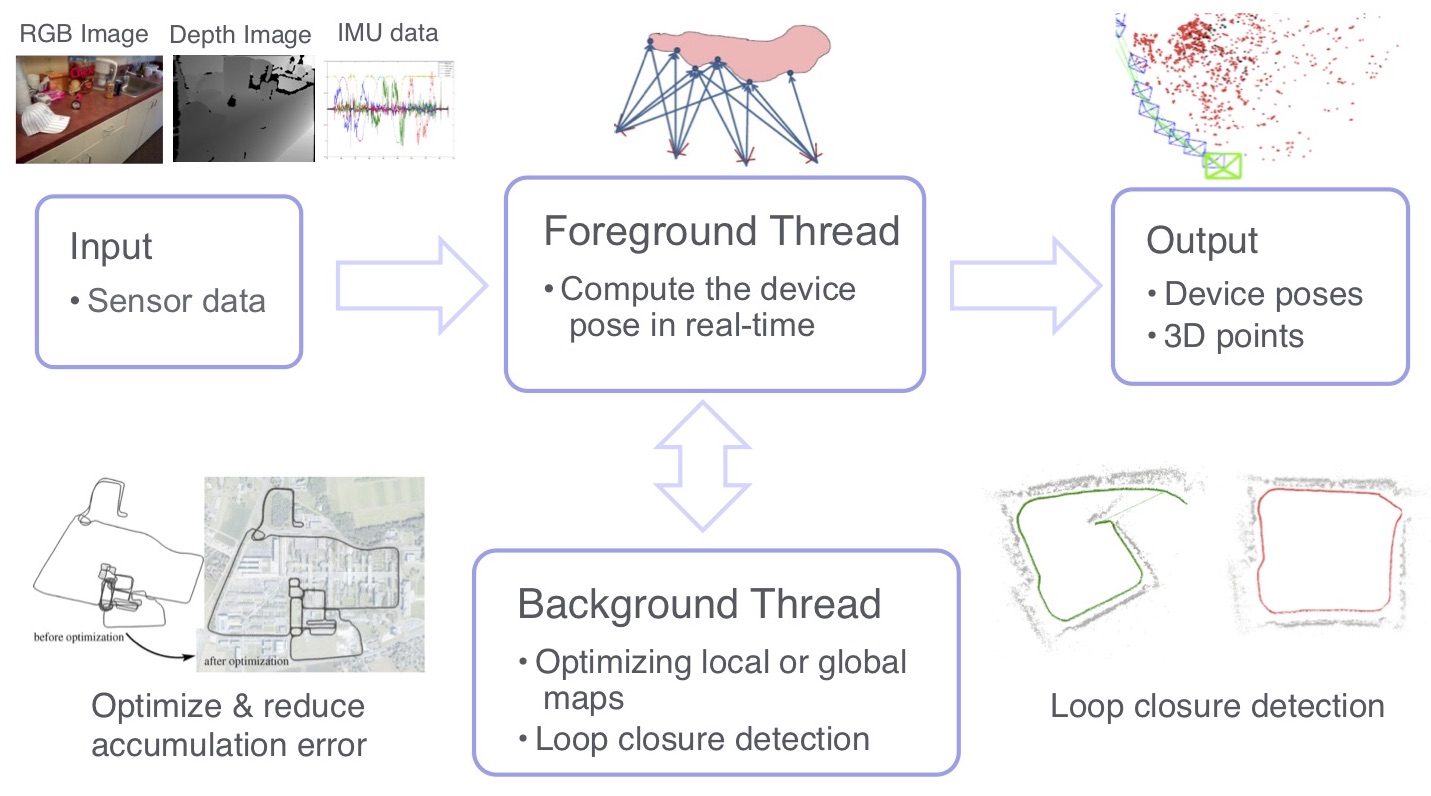 RGB Image
Depth Image
IMU data
Input
• Sensor data
Foreground Thread
• Compute the device
pose in real-time
Output
• Device poses
• 3D points
before optimization
after optimization
Optimize & reduce
accumulation error
Background Thread
• Optimizing local or global
maps
• Loop closure detection
Loop closure detection